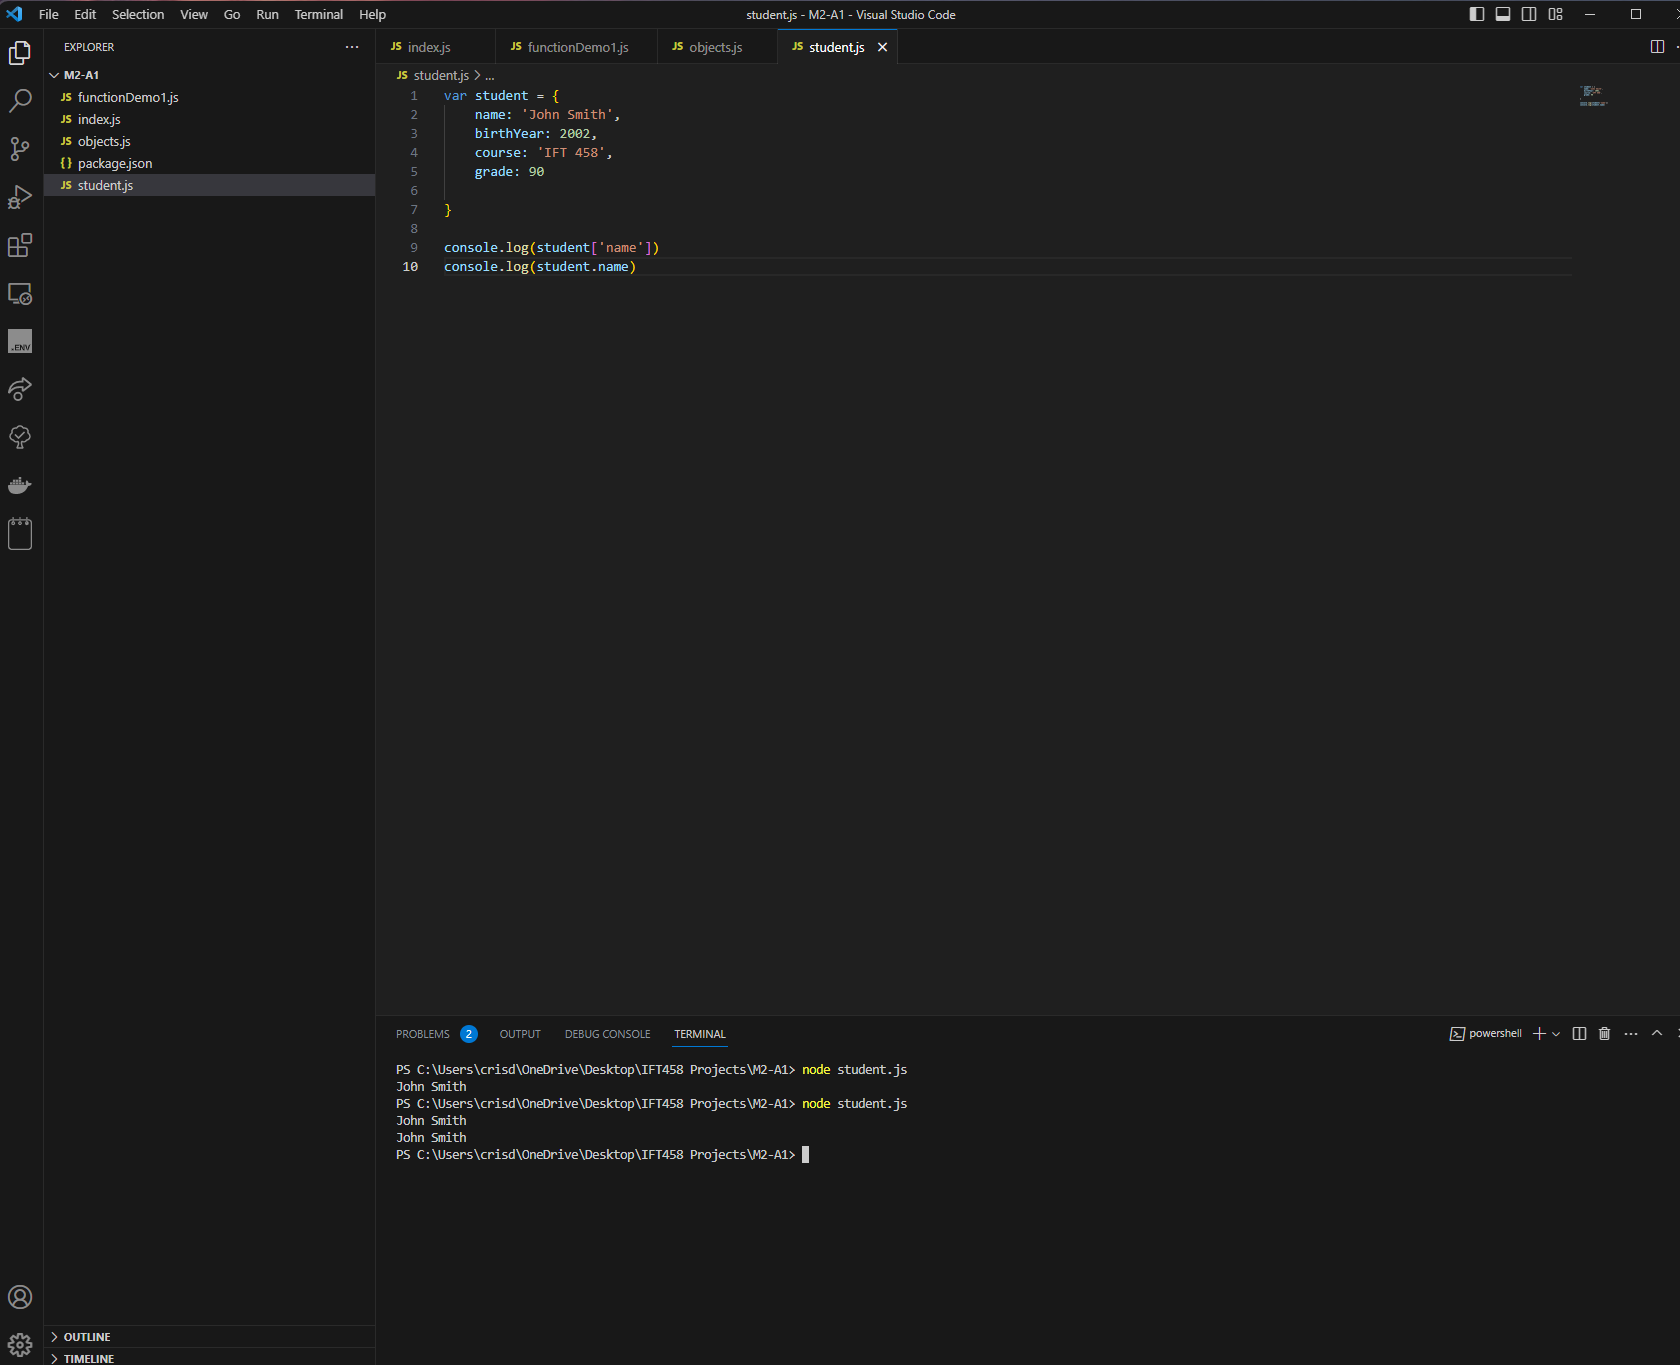 File Edit Selection View Go Run Terminal Help
student.js - M2-A1 - Visual Studio Code
EXPLORER
M2-A1
JS functionDemo1.js
JS index.js
JS objects.js
{} package.json
JS student.js
.ENV
OUTLINE
TIMELINE
JS index.js JS functionDemo1.js JS objects.js JS student.js
JS student.js > ...
1 var student = {
2 name: 'John Smith',
3 birthYear: 2002,
4 course: 'IFT 458',
5 grade: 90
6
7 }
8
9 console.log(student['name'])
10 console.log(student.name)
PROBLEMS 2 OUTPUT DEBUG CONSOLE TERMINAL
powershell
PS C:\Users\crisd\OneDrive\Desktop\IFT458 Projects\M2-A1> node student.js
John Smith
PS C:\Users\crisd\OneDrive\Desktop\IFT458 Projects\M2-A1> node student.js
John Smith
John Smith
PS C:\Users\crisd\OneDrive\Desktop\IFT458 Projects\M2-A1>